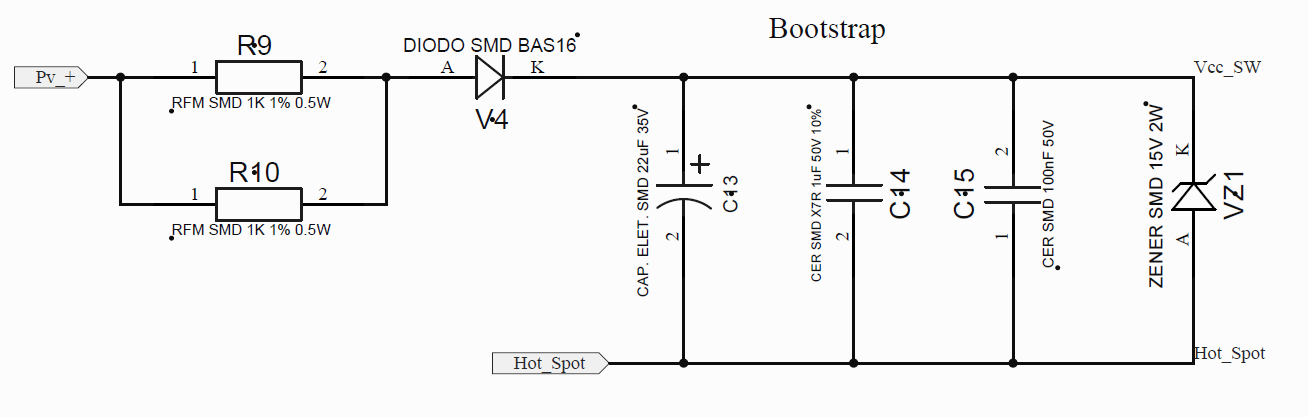 Bootstrap
R9
DIODO SMD BAS16
Pv_+
1
2
A
K
Vcc_SW
RFM SMD 1K 1% 0.5W
V4
R10
1
2
RFM SMD 1K 1% 0.5W
CAP. ELET. SMD 22uF 35V
1
+
2
C13
CER SMD X7R 1uF 50V 10%
1
2
C14
C15
2
1
CER SMD 100nF 50V
ZENER SMD 15V 2W
K
A
VZ1
Hot_Spot
Hot_Spot